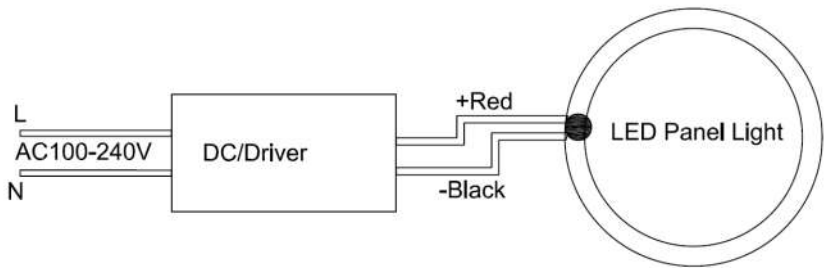 L
AC100-240V
N
DC/Driver
+Red
-Black
LED Panel Light